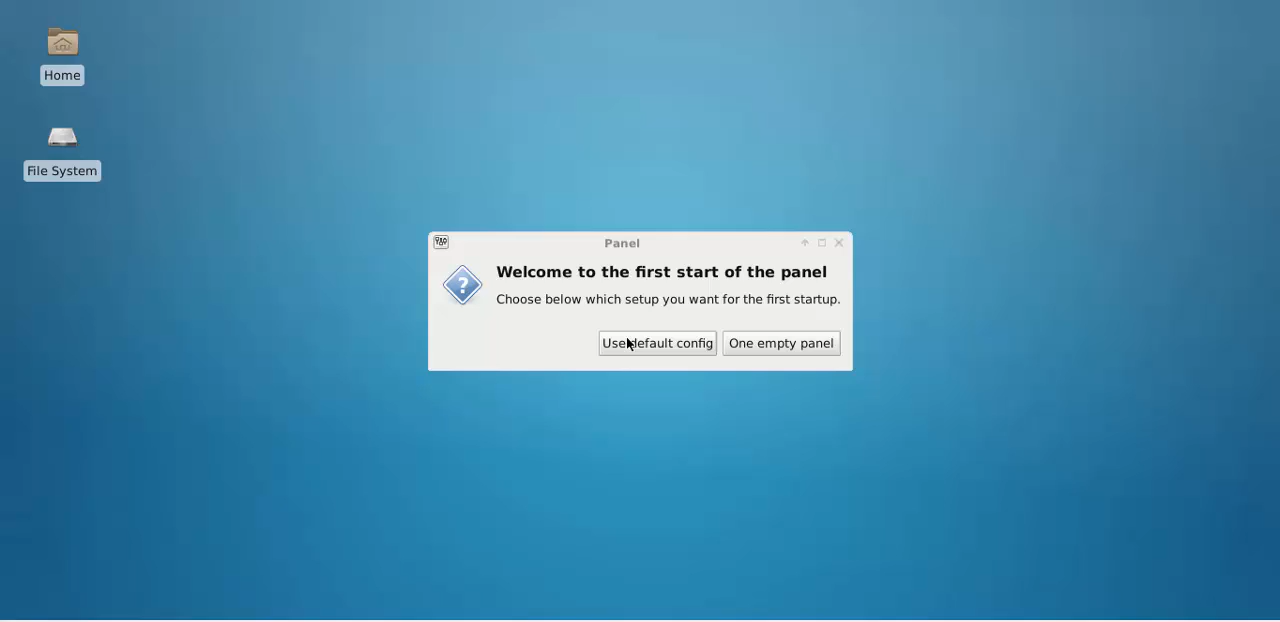 Home
File System
Panel
Welcome to the first start of the panel
Choose below which setup you want for the first startup.
Use default config
One empty panel